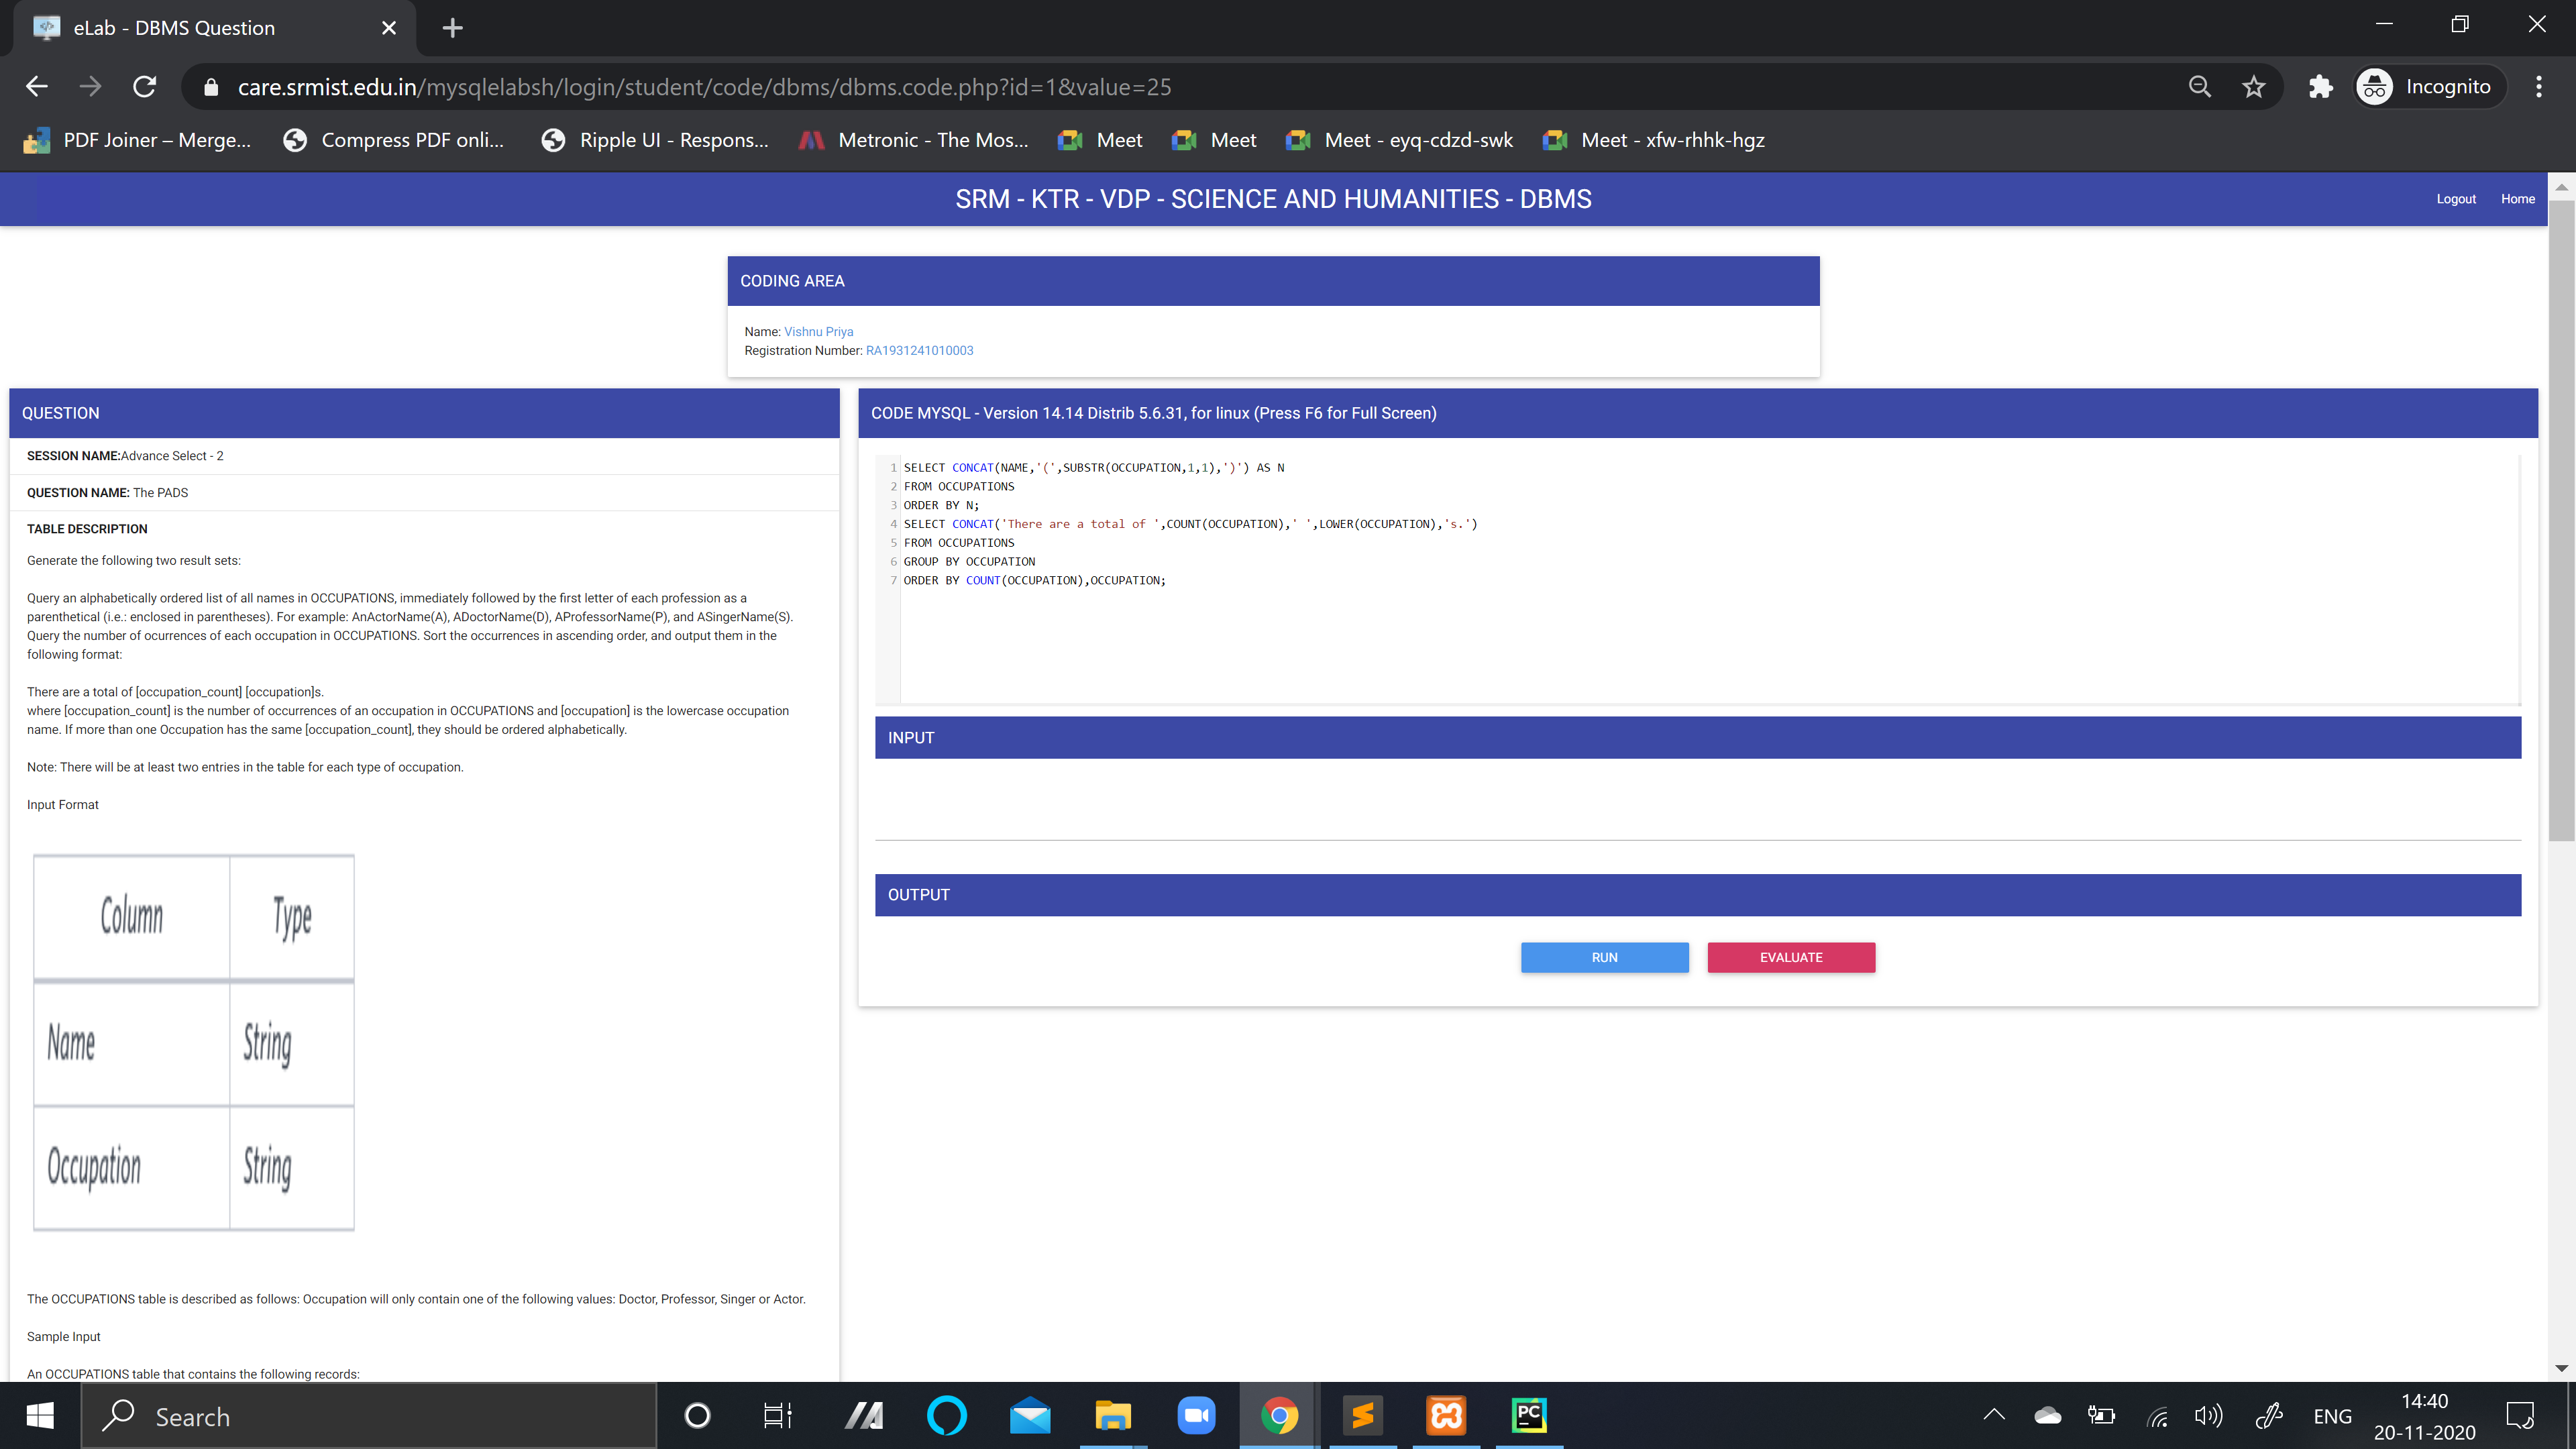 eLab - DBMS Question
care.srmist.edu.in/mysqlelabsh/login/student/code/dbms/dbms.code.php?id=1&value=25
Incognito
PDF Joiner – Merge...
Compress PDF onli...
Ripple UI - Respons...
Metronic - The Mos...
Meet
Meet
Meet - eyq-cdzd-swk
Meet - xfw-rhhk-hgz
SRM - KTR - VDP - SCIENCE AND HUMANITIES - DBMS
Logout
Home
CODING AREA
Name: Vishnu Priya
Registration Number: RA1931241010003
QUESTION
SESSION NAME:Advance Select - 2
QUESTION NAME: The PADS
TABLE DESCRIPTION
Generate the following two result sets:
Query an alphabetically ordered list of all names in OCCUPATIONS, immediately followed by the first letter of each profession as a
parenthetical (i.e.: enclosed in parentheses). For example: AnActorName(A), ADoctorName(D), AProfessorName(P), and ASingerName(S).
Query the number of ocurrences of each occupation in OCCUPATIONS. Sort the occurrences in ascending order, and output them in the
following format:
There are a total of [occupation_count] [occupation]s.
where [occupation_count] is the number of occurrences of an occupation in OCCUPATIONS and [occupation] is the lowercase occupation
name. If more than one Occupation has the same [occupation_count], they should be ordered alphabetically.
Note: There will be at least two entries in the table for each type of occupation.
Input Format
Column Type
Name String
Occupation String
The OCCUPATIONS table is described as follows: Occupation will only contain one of the following values: Doctor, Professor, Singer or Actor.
Sample Input
An OCCUPATIONS table that contains the following records:
CODE MYSQL - Version 14.14 Distrib 5.6.31, for linux (Press F6 for Full Screen)
1 SELECT CONCAT(NAME,'(',SUBSTR(OCCUPATION,1,1),')') AS N
2 FROM OCCUPATIONS
3 ORDER BY N;
4 SELECT CONCAT('There are a total of ',COUNT(OCCUPATION),' ',LOWER(OCCUPATION),'s.')
5 FROM OCCUPATIONS
6 GROUP BY OCCUPATION
7 ORDER BY COUNT(OCCUPATION),OCCUPATION;
INPUT
OUTPUT
RUN
EVALUATE
Search
PC
ENG
14:40
20-11-2020